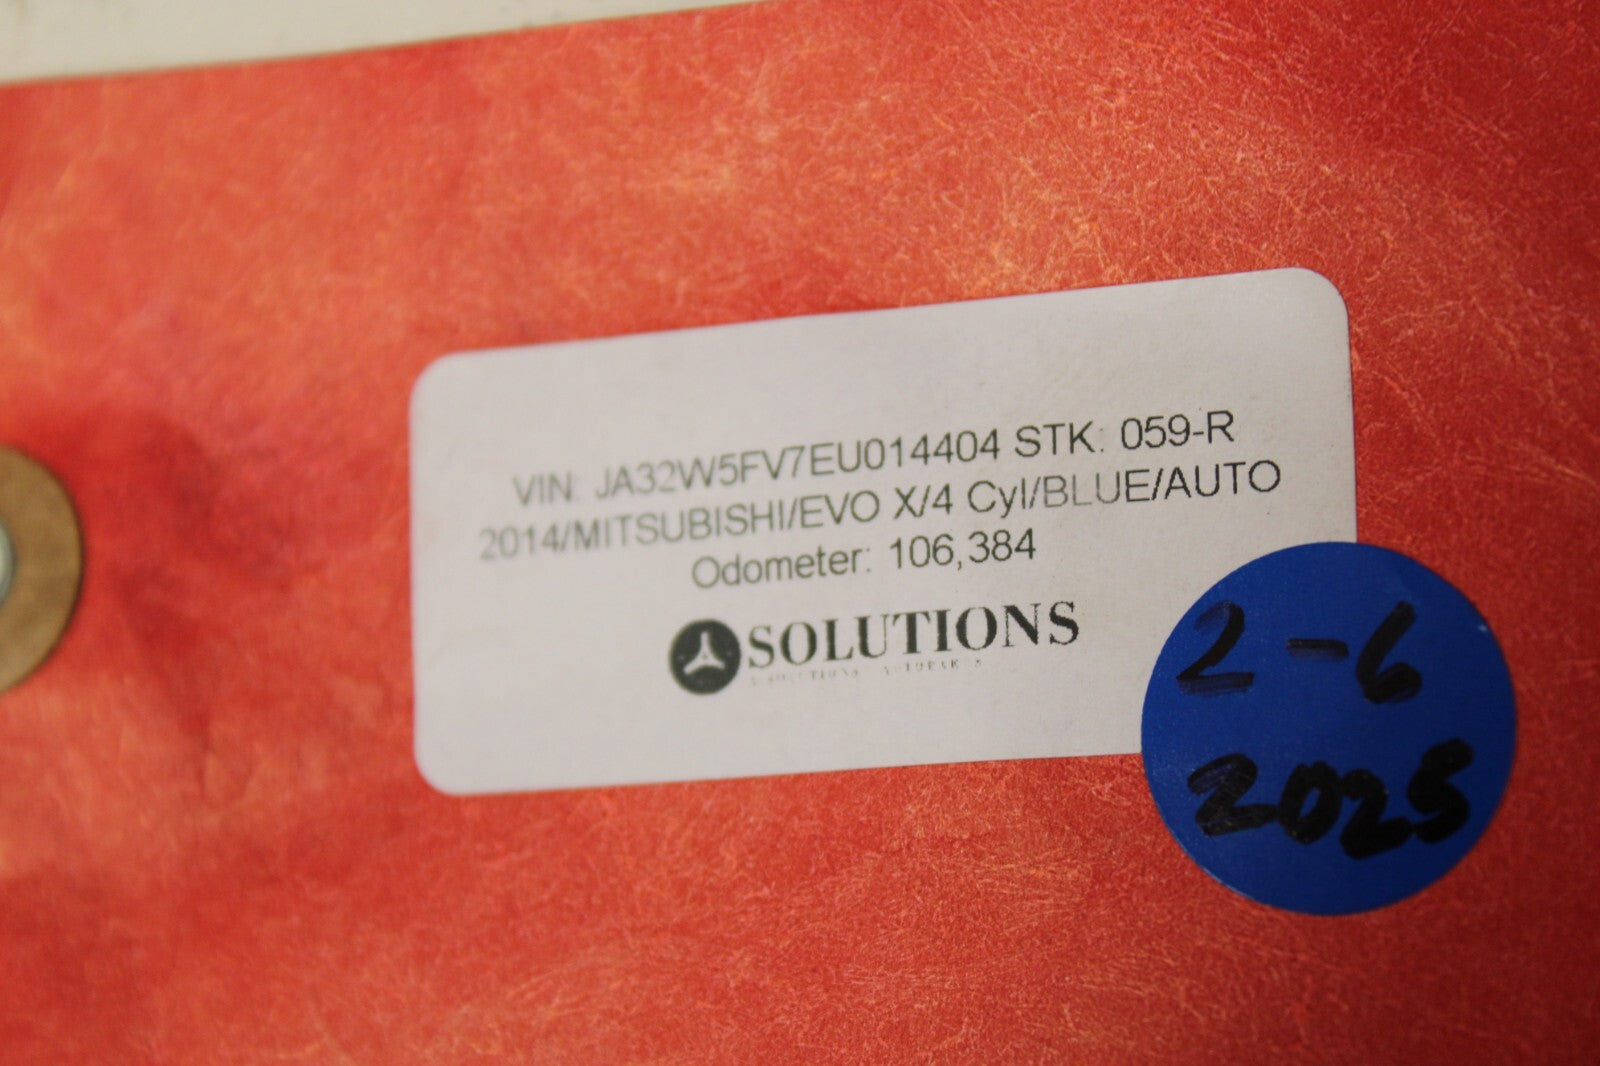 VIN: JA32W5FV7EU014404 STK: 059-R
2014/MITSUBISHI/EVO X/4 Cyl/BLUE/AUTO
Odometer: 106,384
SOLUTIONS
2-6
2025